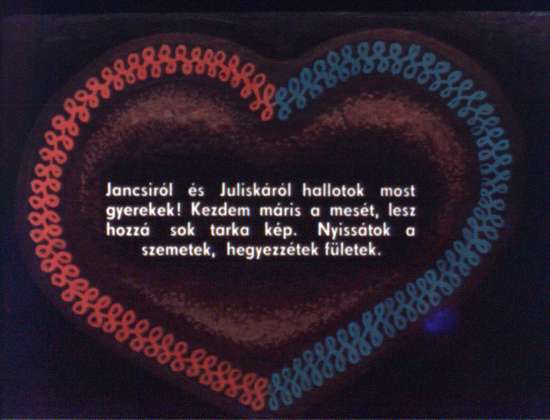 Jancsiról és Juliskáról hallotok most
gyerekek! Kezdem máris a mesét, lesz
hozzá sok tarka kép. Nyissátok a
szemetek, hegyezzétek fületek.